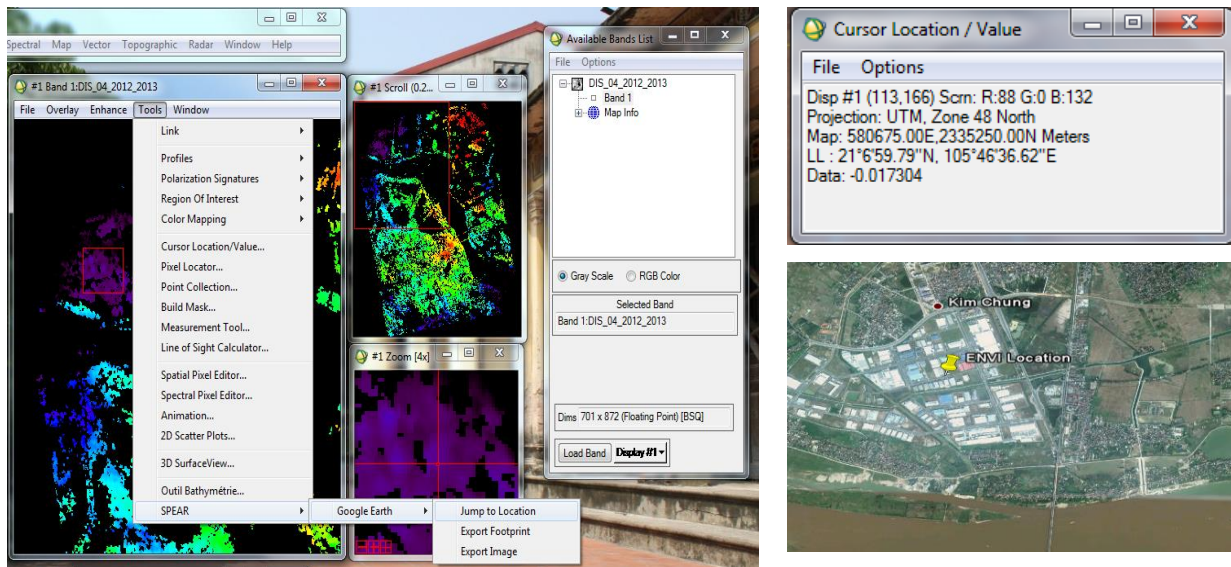 Spectral Map Vector Topographic Radar Window Help
#1 Band 1:DIS_04_2012_2013
File Overlay Enhance Tools Window
Link
Profiles
Polarization Signatures
Region Of Interest
Color Mapping
Cursor Location/Value...
Pixel Locator...
Point Collection...
Build Mask...
Measurement Tool...
Line of Sight Calculator...
Spatial Pixel Editor...
Spectral Pixel Editor...
Animation...
2D Scatter Plots...
3D SurfaceView...
Outil Bathymétrie...
SPEAR
Google Earth
Jump to Location
Export Footprint
Export Image
#1 Scroll (0.2...
#1 Zoom [4x]
Available Bands List
File Options
DIS_04_2012_2013
Band 1
Map Info
Gray Scale RGB Color
Selected Band
Band 1:DIS_04_2012_2013
Dims 701 x 872 (Floating Point) [BSQ]
Load Band Display #1
Cursor Location / Value
File Options
Disp #1 (113,166) Scrn: R:88 G:0 B:132
Projection: UTM, Zone 48 North
Map: 580675.00E,2335250.00N Meters
LL : 21°6'59.79"N, 105°46'36.62"E
Data: -0.017304
Kim Chung
ENVI Location